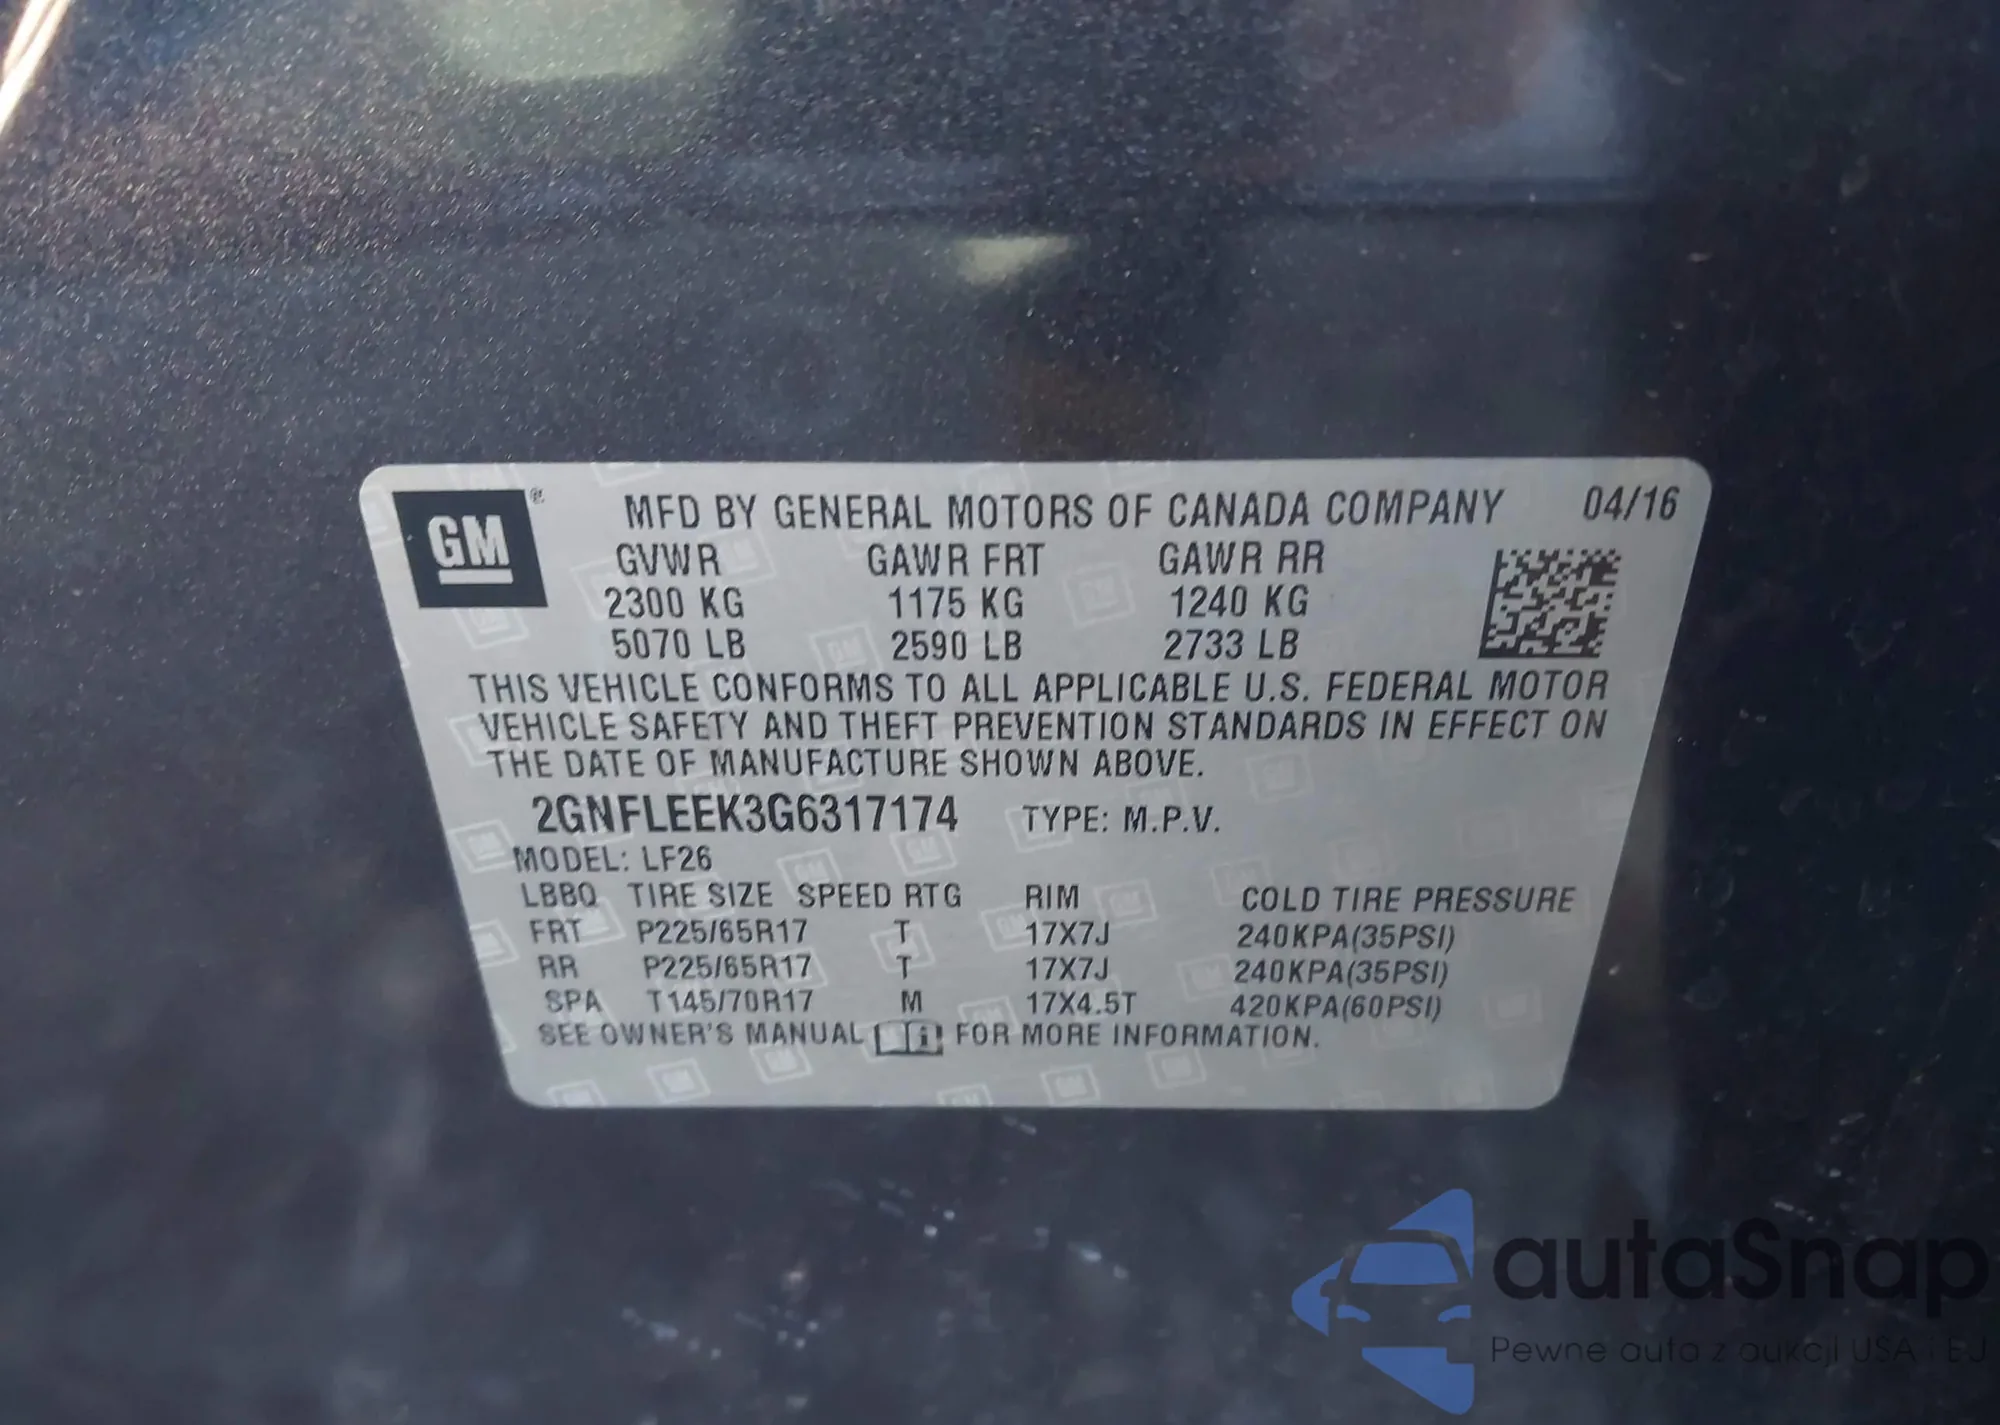 GM ®
MFD BY GENERAL MOTORS OF CANADA COMPANY 04/16
GVWR GAWR FRT GAWR RR
2300 KG 1175 KG 1240 KG
5070 LB 2590 LB 2733 LB
THIS VEHICLE CONFORMS TO ALL APPLICABLE U.S. FEDERAL MOTOR
VEHICLE SAFETY AND THEFT PREVENTION STANDARDS IN EFFECT ON
THE DATE OF MANUFACTURE SHOWN ABOVE.
2GNFLEEK3G6317174 TYPE: M.P.V.
MODEL: LF26
LBBQ TIRE SIZE SPEED RTG RIM COLD TIRE PRESSURE
FRT P225/65R17 T 17X7J 240KPA(35PSI)
RR P225/65R17 T 17X7J 240KPA(35PSI)
SPA T145/70R17 M 17X4.5T 420KPA(60PSI)
SEE OWNER'S MANUAL FOR MORE INFORMATION.
autaSnap
Pewne auta z aukcji USA i EJ